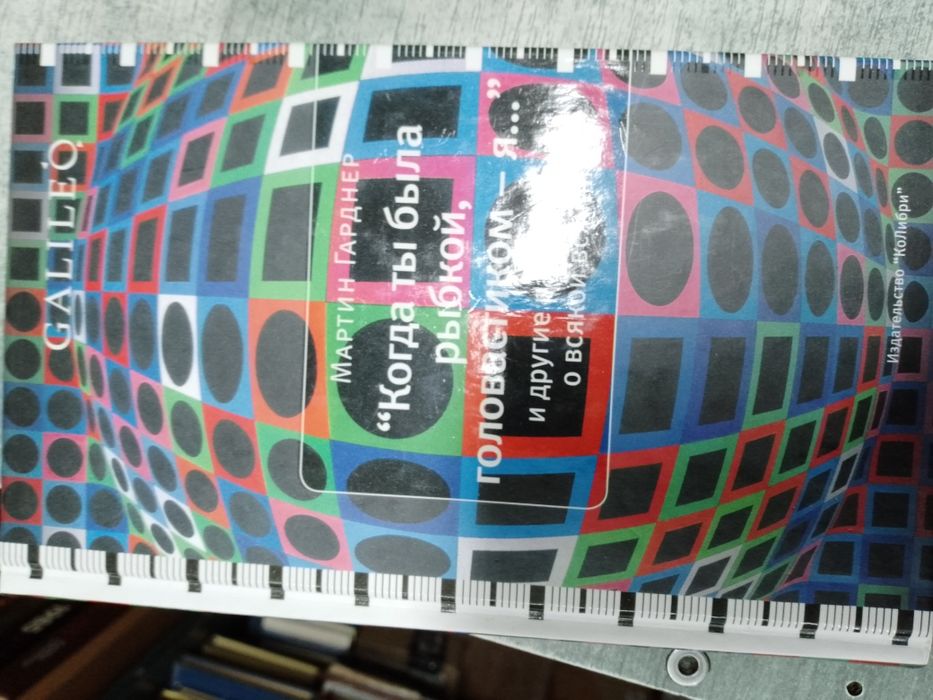 GALILEO
МАРТИН ГАРДНЕР
“Когда ты была
рыбкой,
головастиком – я...”
и другие
о всякой
Издательство "КоЛибри"